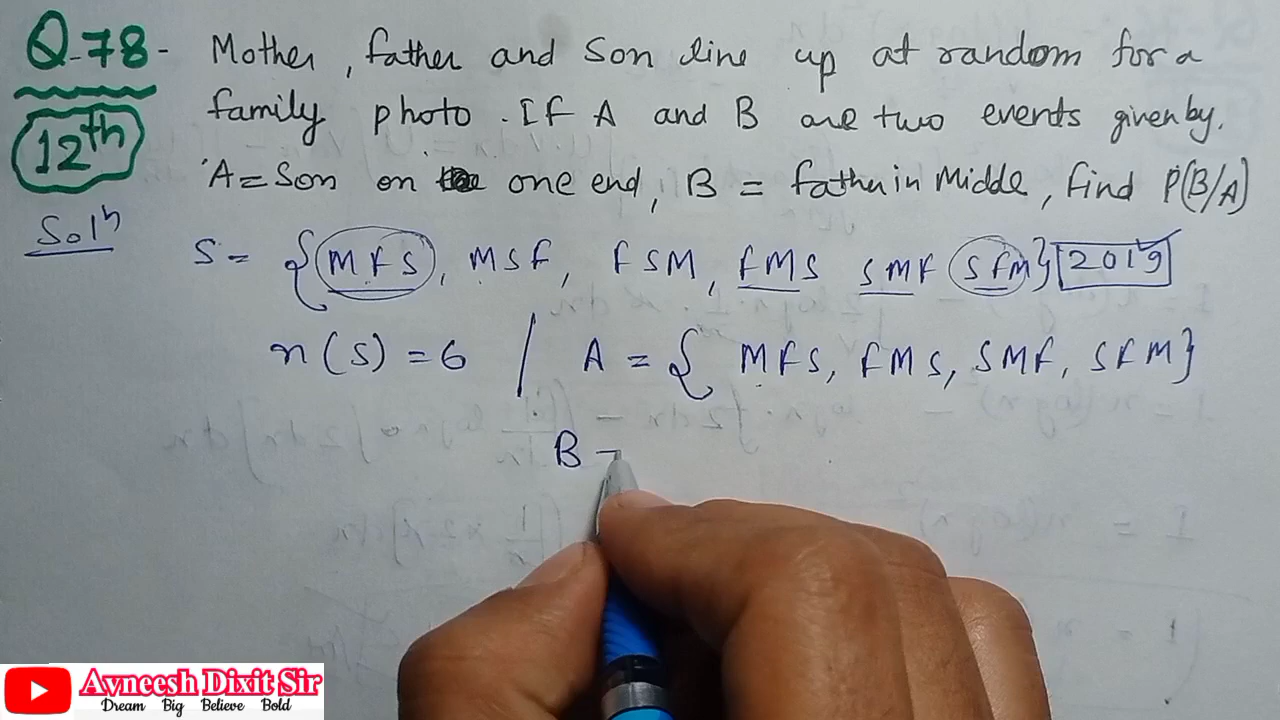 Q.78- Mother, father and Son line up at random for a
12th family photo. If A and B are two events given by.
A = Son on one end, B = father in Middle, find P(B/A)
Soln S = { MFS, MSF, FSM, FMS SMF SFM} 2019
n(S) = 6 / A = { MFS, FMS, SMF, SFM}
B -
Avneesh Dixit Sir
Dream Big Believe Bold